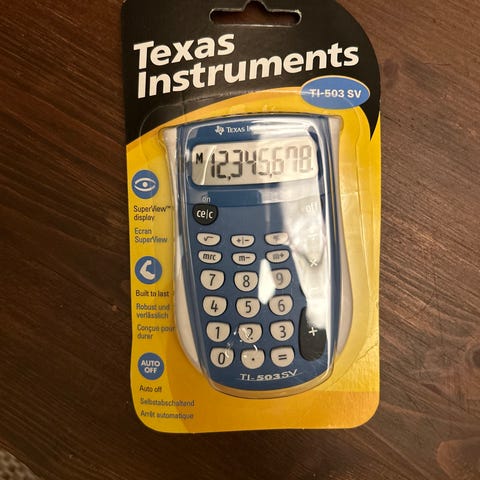 Texas
Instruments
TI-503 SV
TEXAS
M 12,345,678
SuperView™
display
Ecran
SuperView
on
ce/c
off
√ +/− %
mrc m− m+
7 8 9
×
Built to last
Robust und
verlässlich
Conçue pour
durer
4 5 6
1 2 3
+
0 . =
TI-503SV
AUTO
OFF
Auto off
Selbstabschaltend
Arrêt automatique